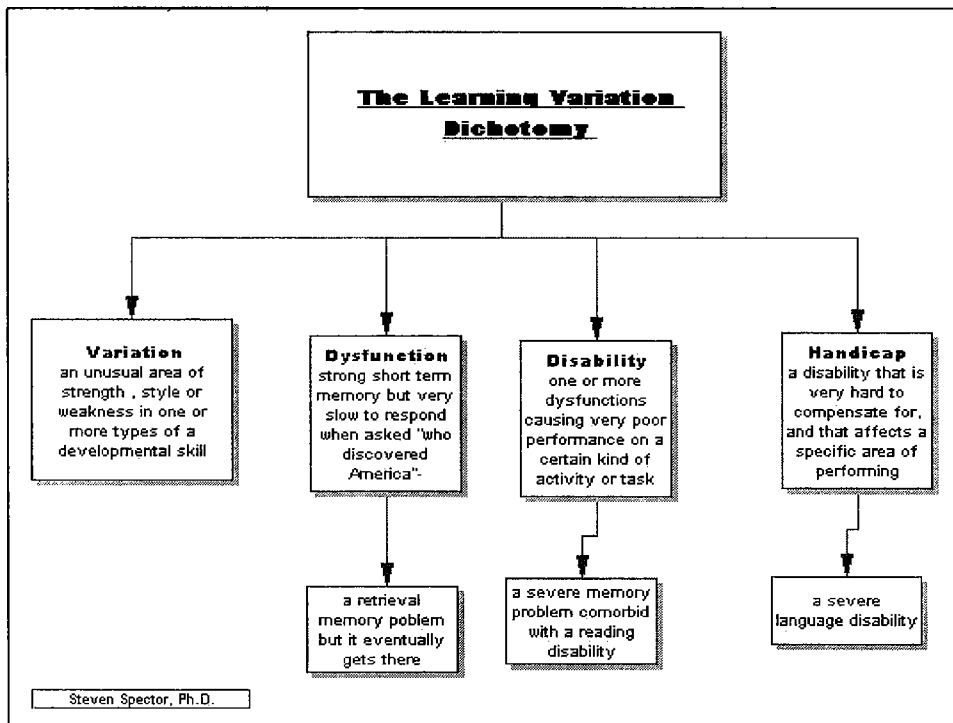 The Learning Variation
Dichotomy
Variation
an unusual area of
strength , style or
weakness in one or
more types of a
developmental skill
Dysfunction
strong short term
memory but very
slow to respond
when asked "who
discovered
America"-
Disability
one or more
dysfunctions
causing very poor
performance on a
certain kind of
activity or task
Handicap
a disability that is
very hard to
compensate for,
and that affects a
specific area of
performing
a retrieval
memory poblem
but it eventually
gets there
a severe memory
problem comorbid
with a reading
disability
a severe
language disability
Steven Spector, Ph.D.